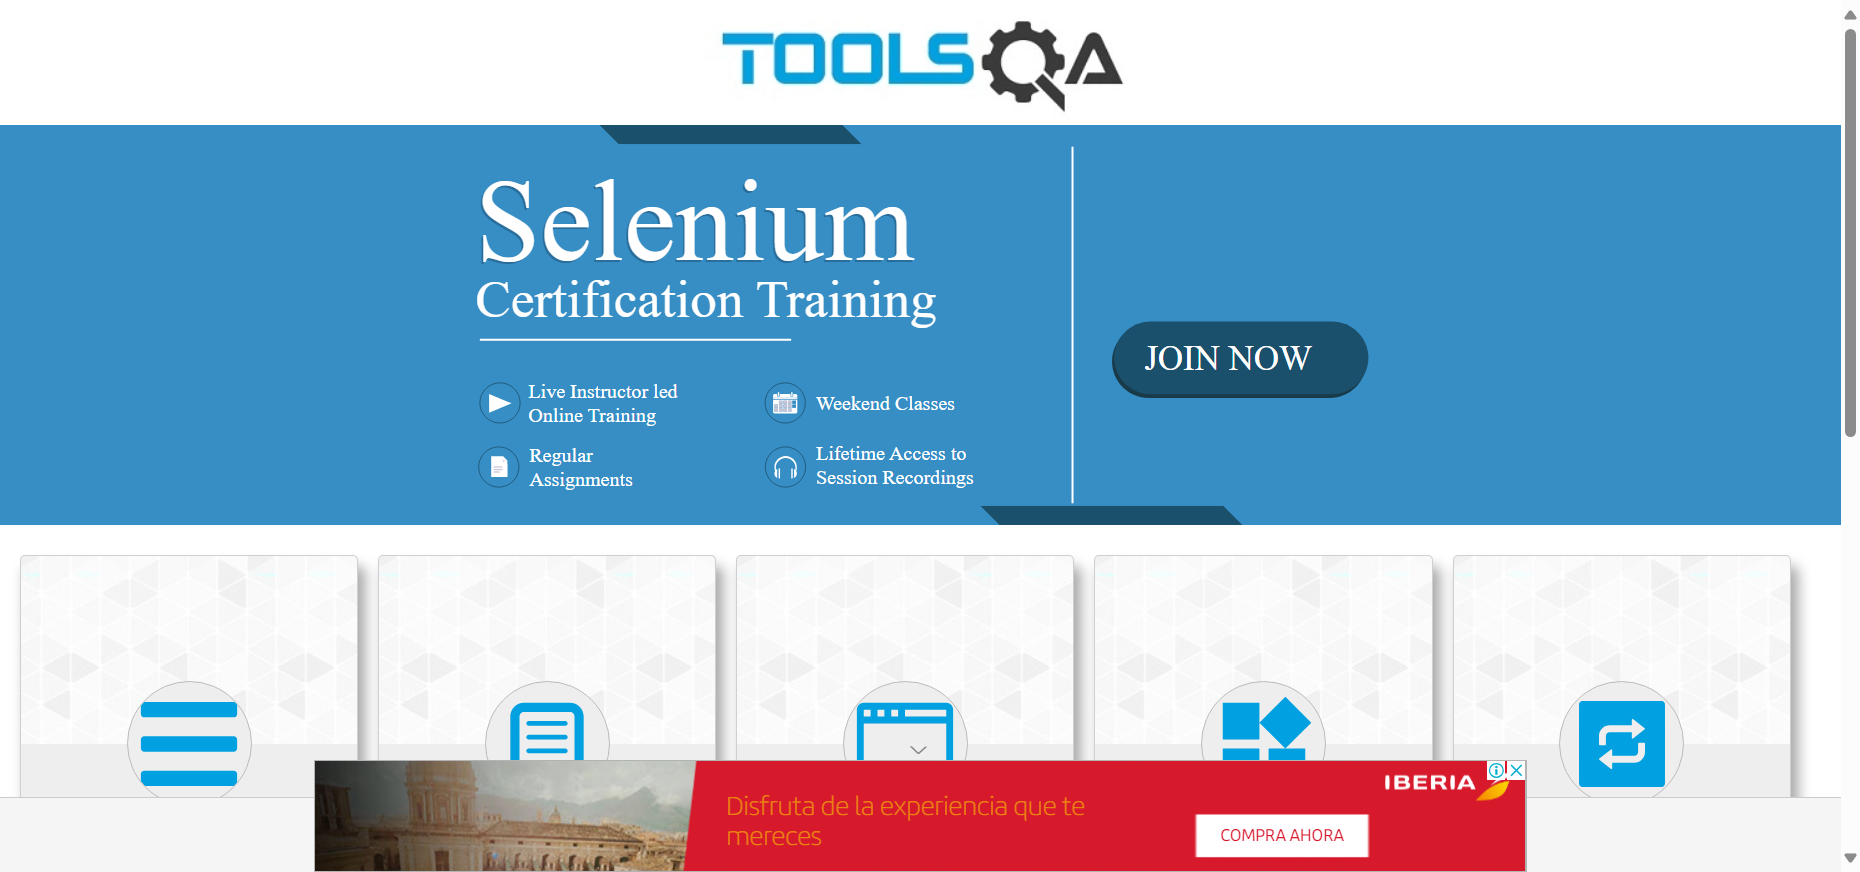 TOOLSQA
Selenium
Certification Training
Live Instructor led
Online Training
Weekend Classes
Regular
Assignments
Lifetime Access to
Session Recordings
JOIN NOW
IBERIA
Disfruta de la experiencia que te
mereces
COMPRA AHORA